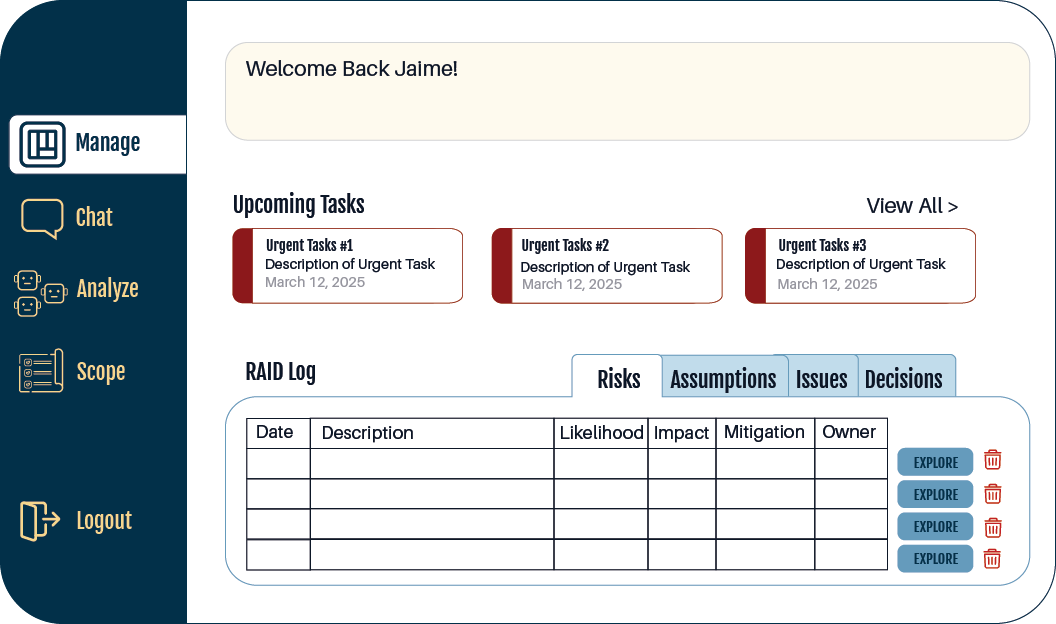 Manage
Chat
Analyze
Scope
Logout
Welcome Back Jaime!
Upcoming Tasks
View All >
Urgent Tasks #1
Description of Urgent Task
March 12, 2025
Urgent Tasks #2
Description of Urgent Task
March 12, 2025
Urgent Tasks #3
Description of Urgent Task
March 12, 2025
RAID Log
Risks Assumptions Issues Decisions
Date Description Likelihood Impact Mitigation Owner
EXPLORE
EXPLORE
EXPLORE
EXPLORE